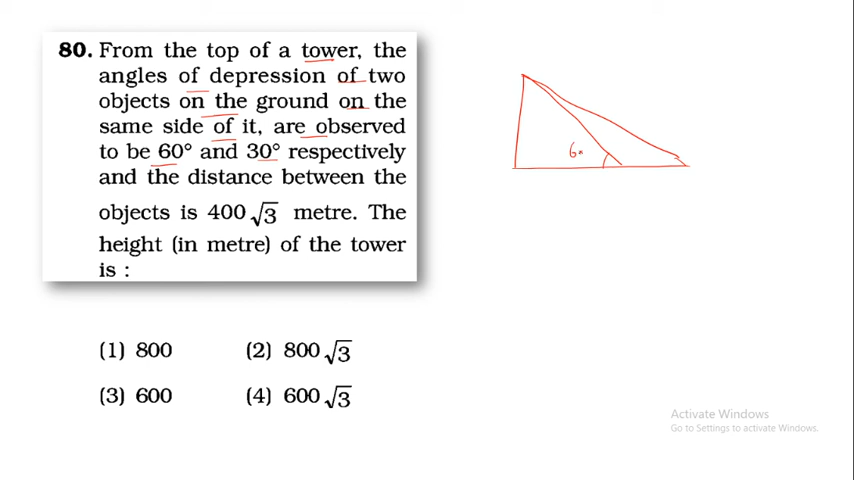 80. From the top of a tower, the
angles of depression of two
objects on the ground on the
same side of it, are observed
to be 60° and 30° respectively
and the distance between the
objects is 400√3 metre. The
height (in metre) of the tower
is :
(1) 800 (2) 800√3
(3) 600 (4) 600√3
Activate Windows
Go to Settings to activate Windows.